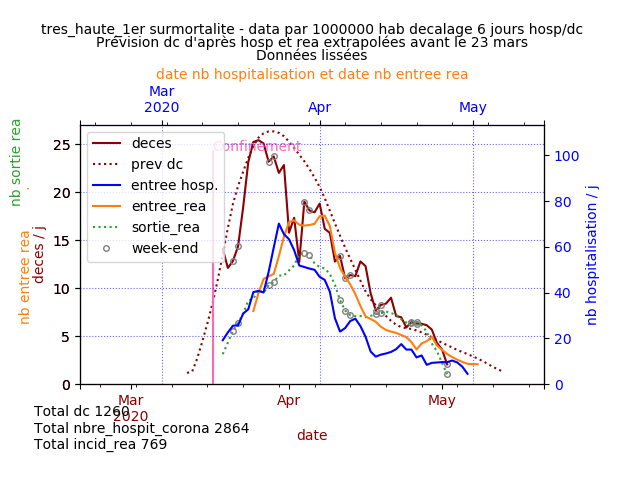 tres_haute_1er surmortalite - data par 1000000 hab decalage 6 jours hosp/dc
Prévision dc d'après hosp et rea extrapolées avant le 23 mars
Données lissées
date nb hospitalisation et date nb entree rea
Mar
2020
Apr
May
Confinement
deces
prev dc
entree hosp.
entree_rea
sortie_rea
week-end
0
5
10
15
20
25
0
20
40
60
80
100
nb sortie rea
nb entree rea .
deces / j
nb hospitalisation / j
Mar
2020
Apr
May
date
Total dc 1260
Total nbre_hospit_corona 2864
Total incid_rea 769